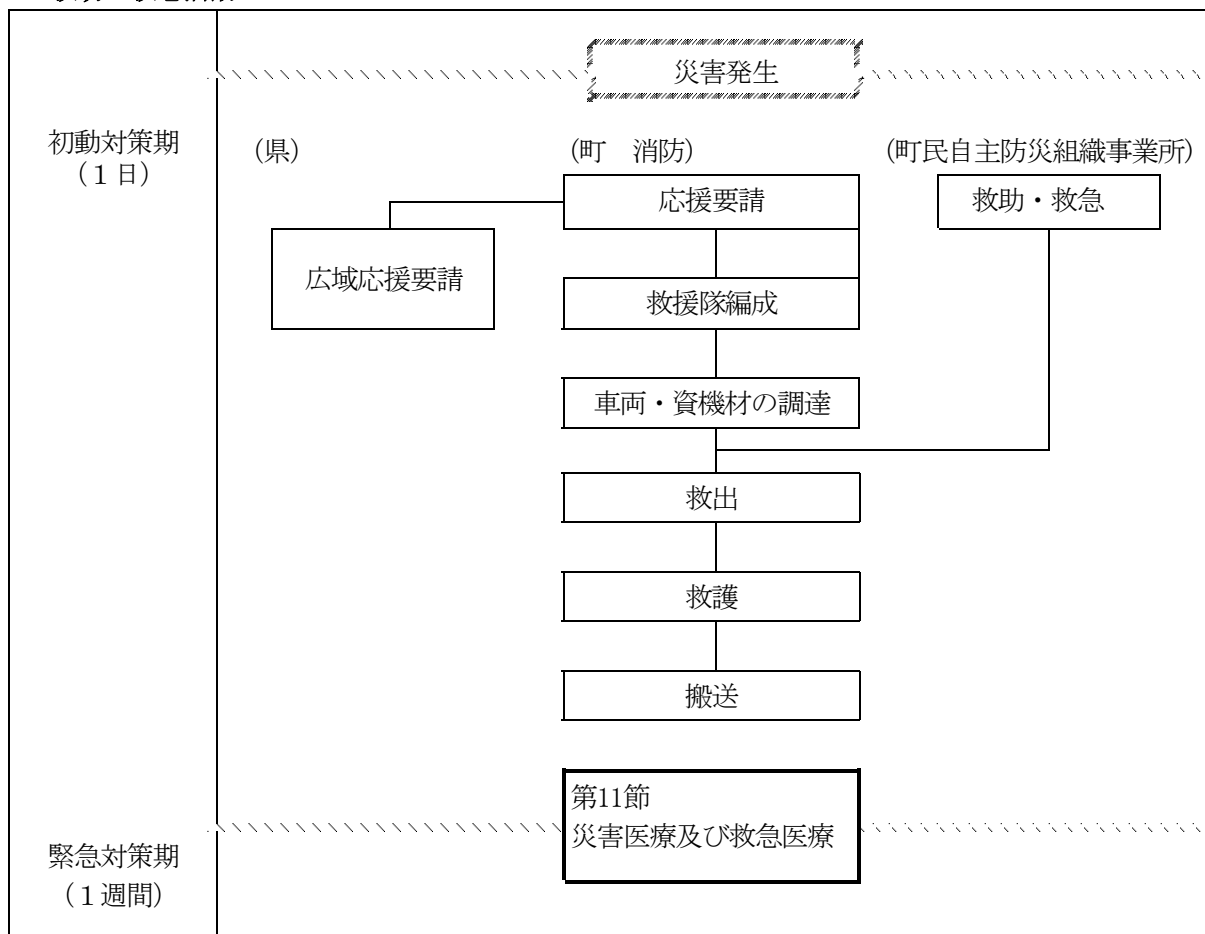 災害発生
初動対策期
（１日）
(県)
(町　消防)
(町民自主防災組織事業所)
応援要請
救助・救急
広域応援要請
救援隊編成
車両・資機材の調達
救出
救護
搬送
第11節
災害医療及び救急医療
緊急対策期
（１週間）